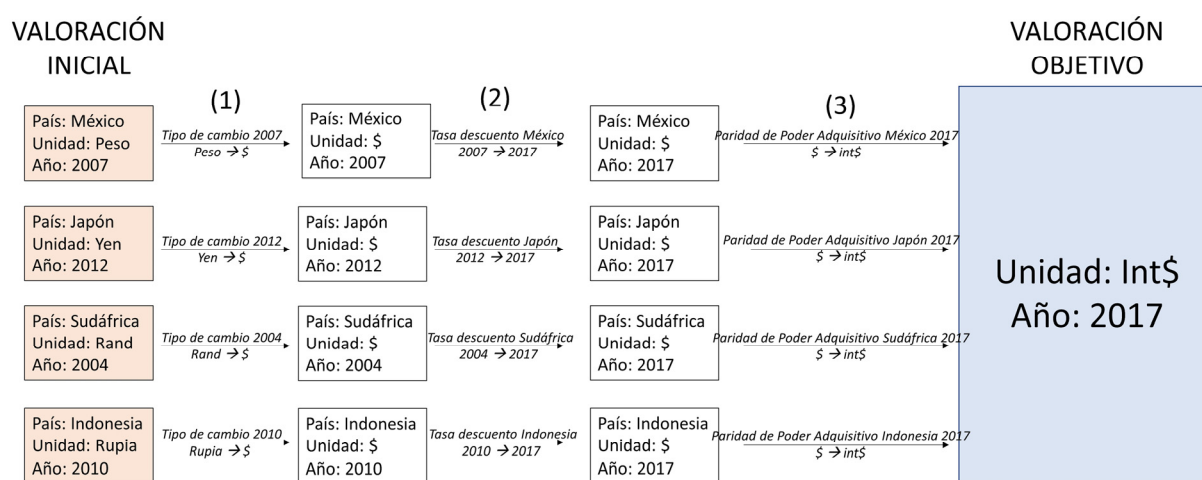 VALORACIÓN
INICIAL
VALORACIÓN
OBJETIVO
(1)
(2)
(3)
País: México
Unidad: Peso
Año: 2007
Tipo de cambio 2007
Peso → $
País: México
Unidad: $
Año: 2007
Tasa descuento México
2007 → 2017
País: México
Unidad: $
Año: 2017
Paridad de Poder Adquisitivo México 2017
$ → int$
País: Japón
Unidad: Yen
Año: 2012
Tipo de cambio 2012
Yen → $
País: Japón
Unidad: $
Año: 2012
Tasa descuento Japón
2012 → 2017
País: Japón
Unidad: $
Año: 2017
Paridad de Poder Adquisitivo Japón 2017
$ → int$
País: Sudáfrica
Unidad: Rand
Año: 2004
Tipo de cambio 2004
Rand → $
País: Sudáfrica
Unidad: $
Año: 2004
Tasa descuento Sudáfrica
2004 → 2017
País: Sudáfrica
Unidad: $
Año: 2017
Paridad de Poder Adquisitivo Sudáfrica 2017
$ → int$
País: Indonesia
Unidad: Rupia
Año: 2010
Tipo de cambio 2010
Rupia → $
País: Indonesia
Unidad: $
Año: 2010
Tasa descuento Indonesia
2010 → 2017
País: Indonesia
Unidad: $
Año: 2017
Paridad de Poder Adquisitivo Indonesia 2017
$ → int$
Unidad: Int$
Año: 2017